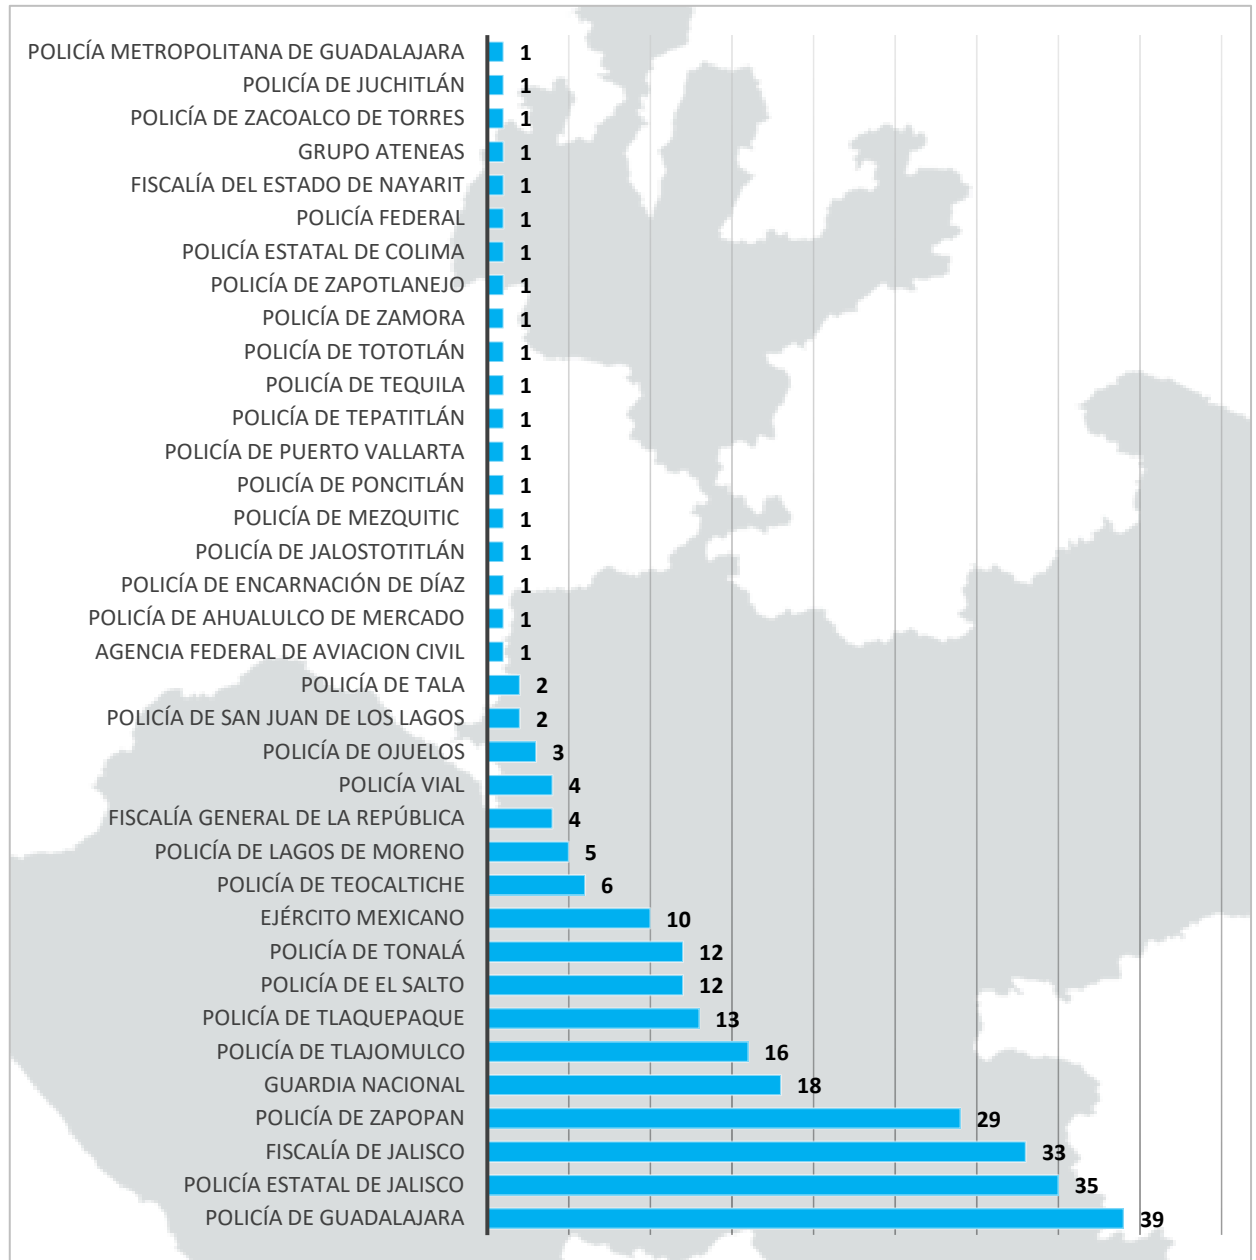 POLICÍA METROPOLITANA DE GUADALAJARA 1
POLICÍA DE JUCHITLÁN 1
POLICÍA DE ZACOALCO DE TORRES 1
GRUPO ATENEAS 1
FISCALÍA DEL ESTADO DE NAYARIT 1
POLICÍA FEDERAL 1
POLICÍA ESTATAL DE COLIMA 1
POLICÍA DE ZAPOTLANEJO 1
POLICÍA DE ZAMORA 1
POLICÍA DE TOTOTLÁN 1
POLICÍA DE TEQUILA 1
POLICÍA DE TEPATITLÁN 1
POLICÍA DE PUERTO VALLARTA 1
POLICÍA DE PONCITLÁN 1
POLICÍA DE MEZQUITIC 1
POLICÍA DE JALOSTOTITLÁN 1
POLICÍA DE ENCARNACIÓN DE DÍAZ 1
POLICÍA DE AHUALULCO DE MERCADO 1
AGENCIA FEDERAL DE AVIACION CIVIL 1
POLICÍA DE TALA 2
POLICÍA DE SAN JUAN DE LOS LAGOS 2
POLICÍA DE OJUELOS 3
POLICÍA VIAL 4
FISCALÍA GENERAL DE LA REPÚBLICA 4
POLICÍA DE LAGOS DE MORENO 5
POLICÍA DE TEOCALTICHE 6
EJÉRCITO MEXICANO 10
POLICÍA DE TONALÁ 12
POLICÍA DE EL SALTO 12
POLICÍA DE TLAQUEPAQUE 13
POLICÍA DE TLAJOMULCO 16
GUARDIA NACIONAL 18
POLICÍA DE ZAPOPAN 29
FISCALÍA DE JALISCO 33
POLICÍA ESTATAL DE JALISCO 35
POLICÍA DE GUADALAJARA 39